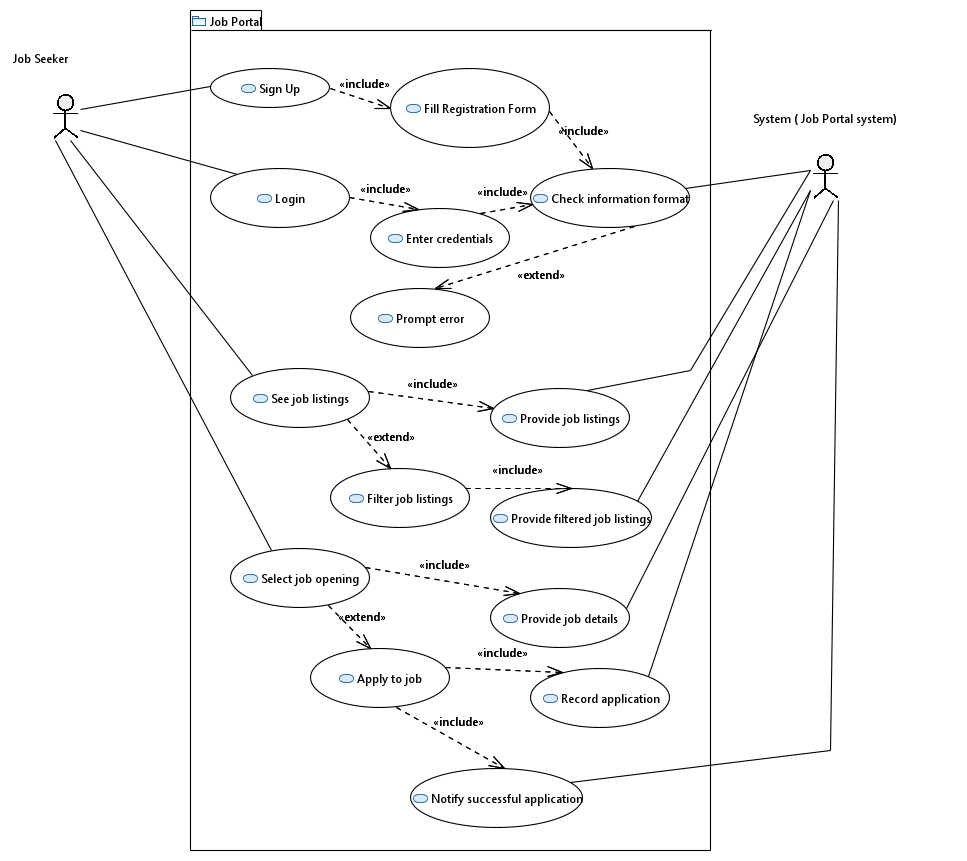 Job Portal
Job Seeker
Sign Up
«include»
Fill Registration Form
System ( Job Portal system)
«include»
Login
«include»
«include»
Check information format
Enter credentials
«extend»
Prompt error
See job listings
«include»
Provide job listings
«extend»
Filter job listings
«include»
Provide filtered job listings
Select job opening
«include»
Provide job details
«extend»
Apply to job
«include»
Record application
«include»
Notify successful application